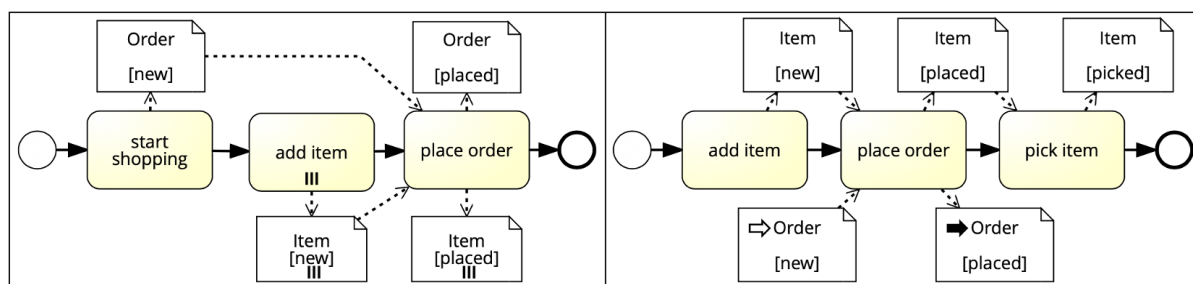 Order
[new]
Order
[placed]
start
shopping
add item
place order
Item
[new]
Item
[placed]
Item
[new]
Item
[placed]
Item
[picked]
add item
place order
pick item
Order
[new]
Order
[placed]